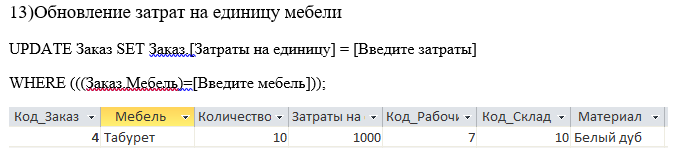 13)Обновление затрат на единицу мебели
UPDATE Заказ SET Заказ.[Затраты на единицу] = [Введите затраты]
WHERE (((Заказ.Мебель)=[Введите мебель]));
Код_Заказ Мебель Количество Затраты на Код_Рабочи Код_Склад Материал
4 Табурет 10 1000 7 10 Белый дуб